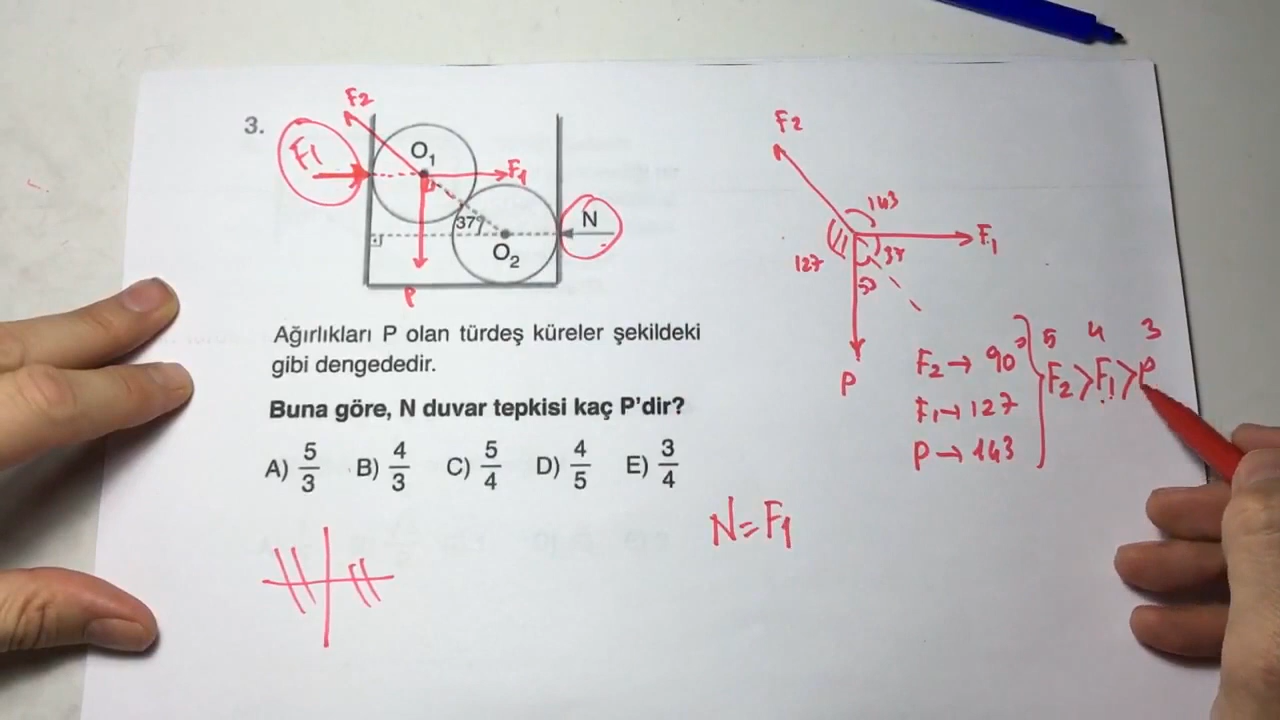 3.
F2
F1
O1
F1
37°
N
O2
P
Ağırlıkları P olan türdeş küreler şekildeki
gibi dengededir.
Buna göre, N duvar tepkisi kaç P'dir?
A) 5/3 B) 4/3 C) 5/4 D) 4/5 E) 3/4
F2
143
F1
127
37
53
P
5 4 3
F2 → 90°
F2 > F1 > P
F1 → 127
P → 143
N = F1